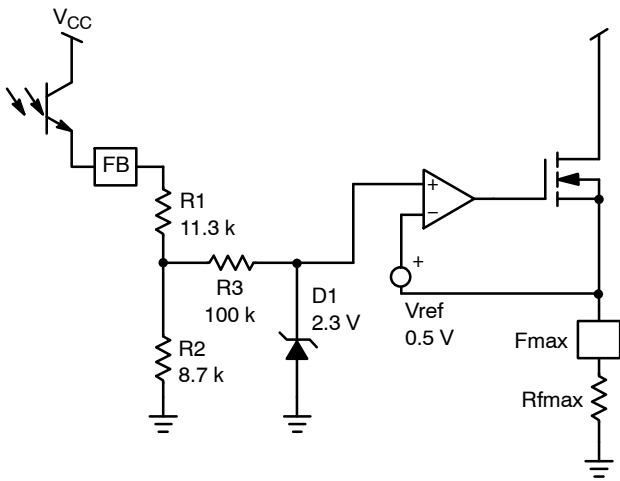 VCC
FB
R1
11.3 k
R3
100 k
D1
2.3 V
R2
8.7 k
+
−
+
Vref
0.5 V
Fmax
Rfmax